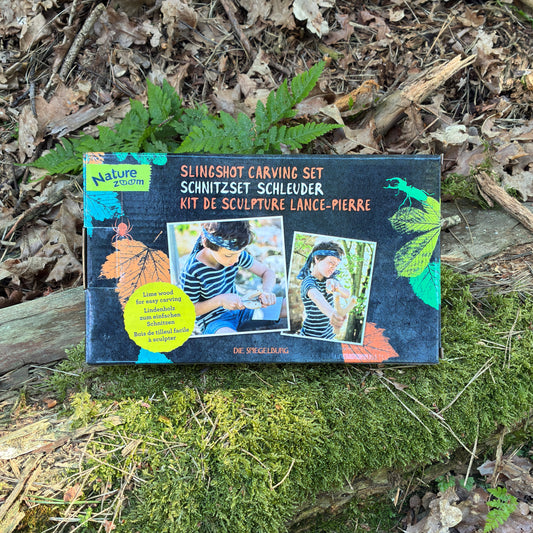 Nature
zoom
SLINGSHOT CARVING SET
SCHNITZSET SCHLEUDER
KIT DE SCULPTURE LANCE-PIERRE
Lime wood
for easy carving
Lindenholz
zum einfachen
Schnitzen
Bois de tilleul facile
à sculpter
DIE SPIEGELBURG